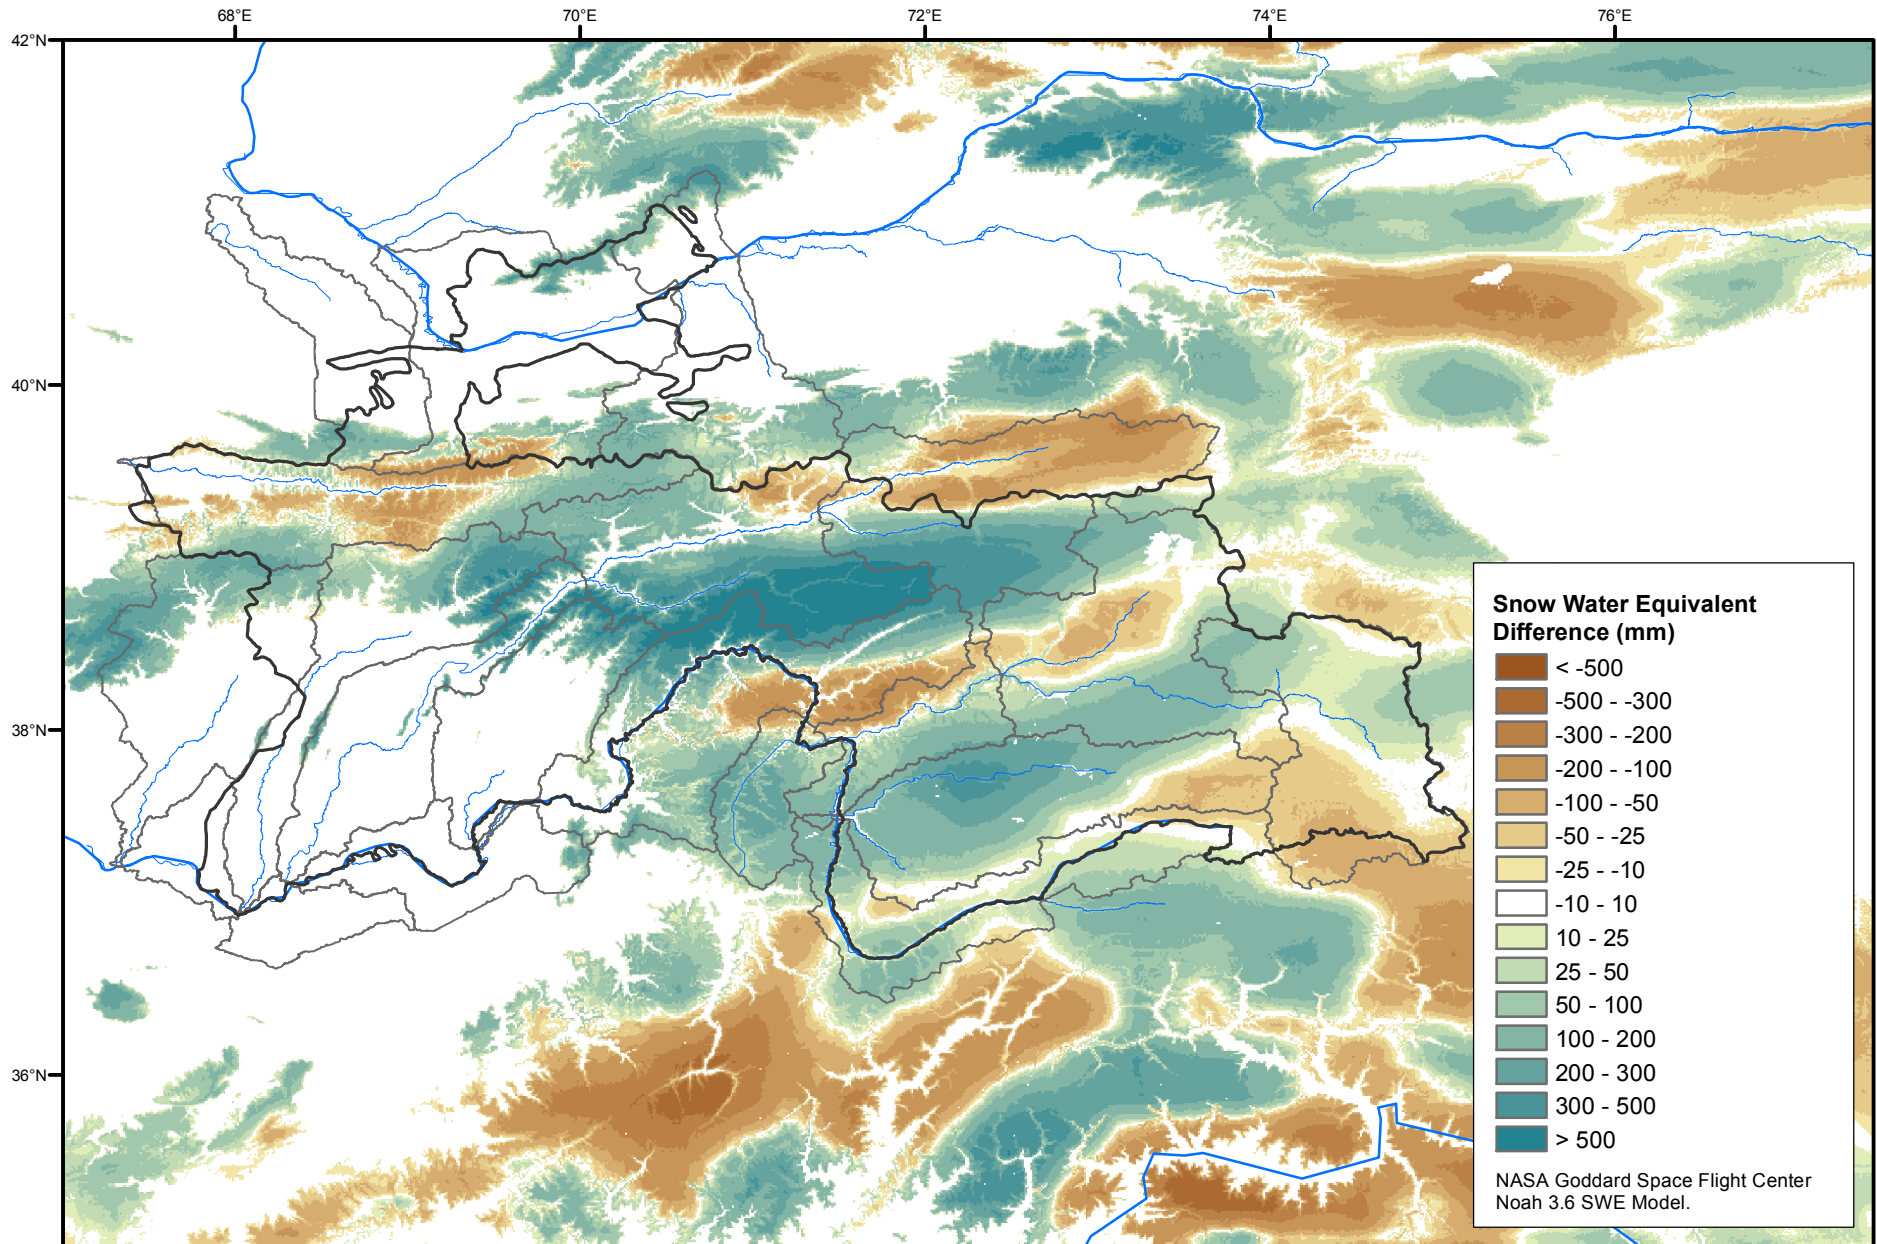 68°E
70°E
72°E
74°E
76°E
42°N
40°N
38°N
36°N
Snow Water Equivalent
Difference (mm)
< -500
-500 - -300
-300 - -200
-200 - -100
-100 - -50
-50 - -25
-25 - -10
-10 - 10
10 - 25
25 - 50
50 - 100
100 - 200
200 - 300
300 - 500
> 500
NASA Goddard Space Flight Center
Noah 3.6 SWE Model.